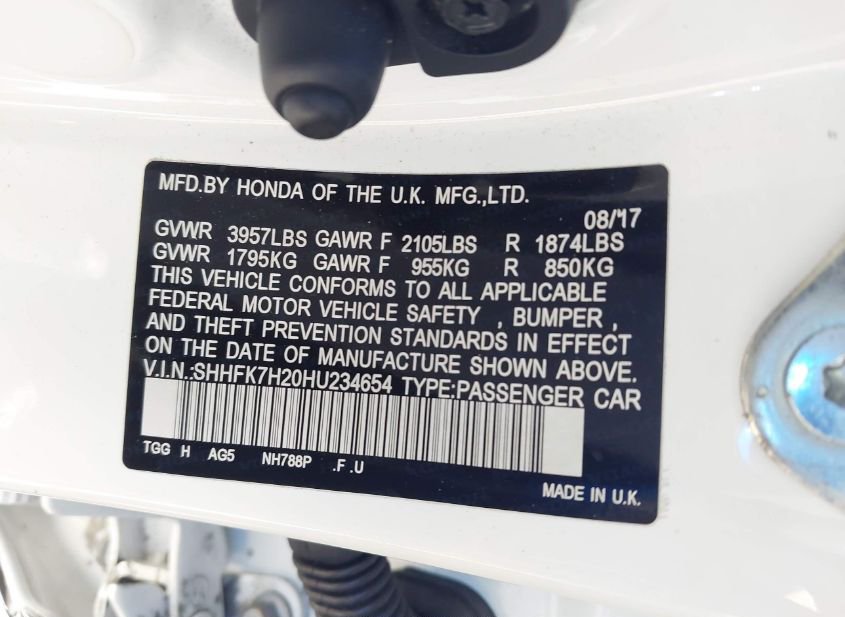 MFD.BY HONDA OF THE U.K. MFG.,LTD.
08/17
GVWR 3957LBS GAWR F 2105LBS R 1874LBS
GVWR 1795KG GAWR F 955KG R 850KG
THIS VEHICLE CONFORMS TO ALL APPLICABLE
FEDERAL MOTOR VEHICLE SAFETY , BUMPER ,
AND THEFT PREVENTION STANDARDS IN EFFECT
ON THE DATE OF MANUFACTURE SHOWN ABOVE.
V.I.N.:SHHFK7H20HU234654 TYPE:PASSENGER CAR
TGG H AG5 NH788P .F .U
MADE IN U.K.